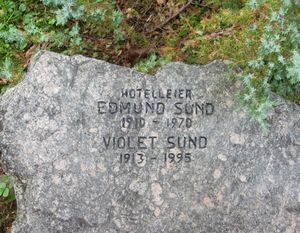 HOTELLEIER
EDMUND SUND
1910 - 1970
VIOLET SUND
1913 - 1995